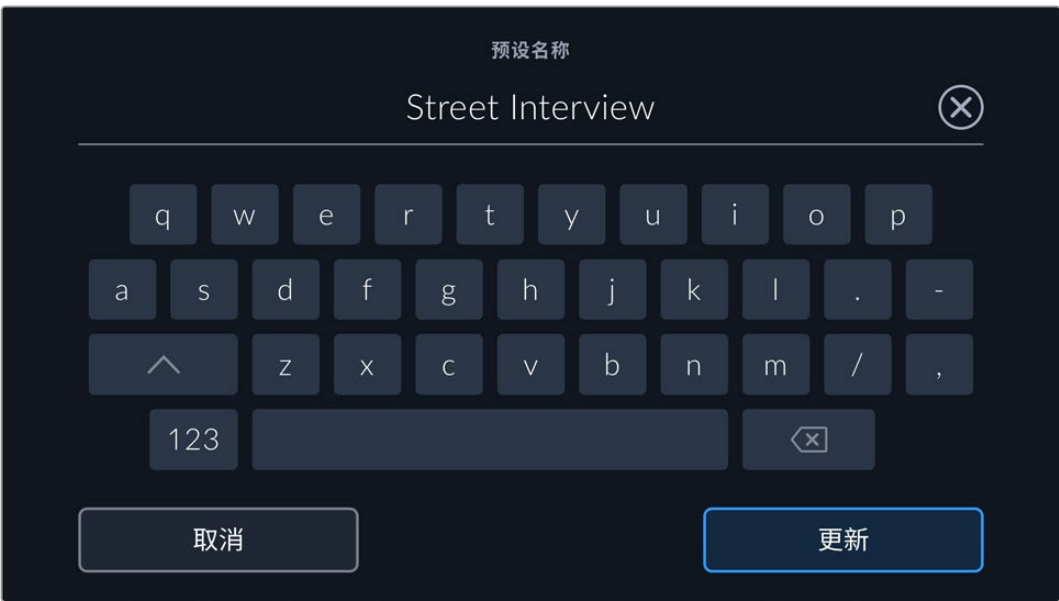 预设名称
Street Interview
q w e r t y u i o p
a s d f g h j k l . -
z x c v b n m / ,
123
取消 更新